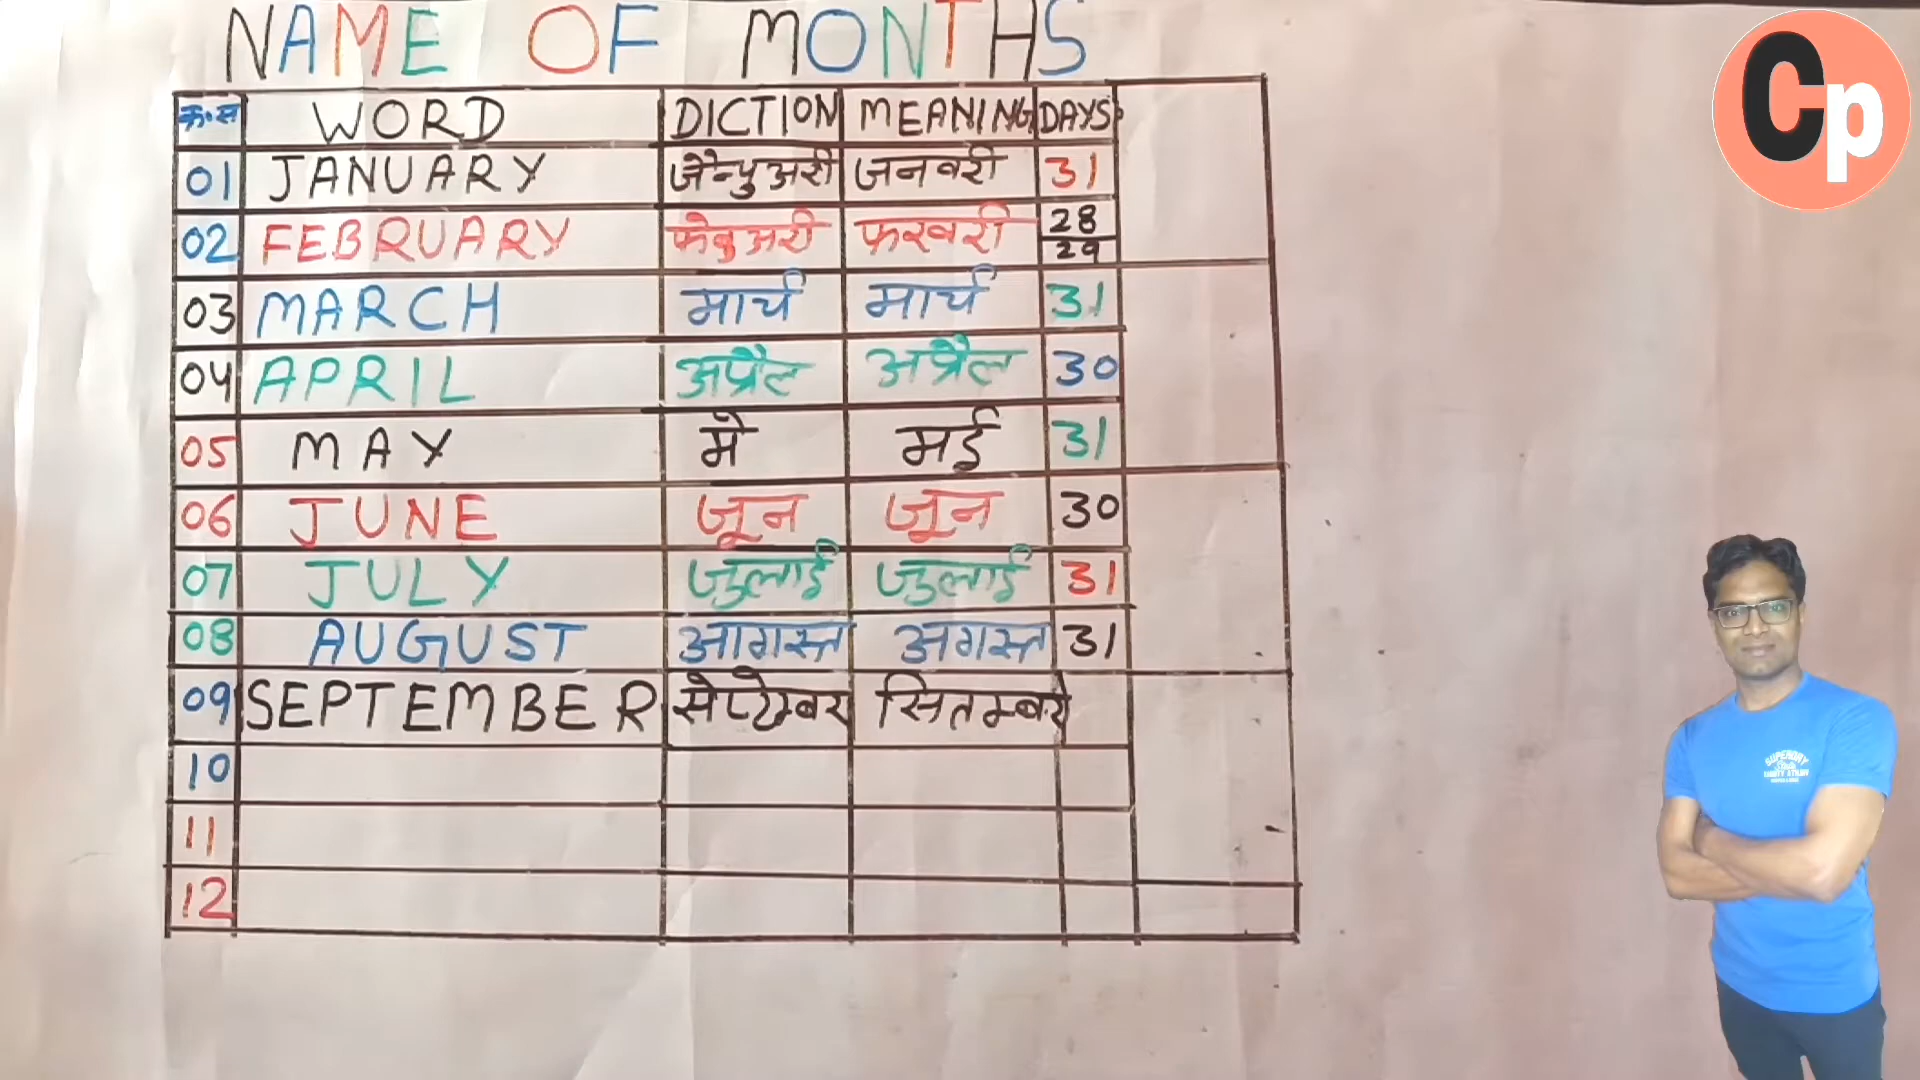 NAME OF MONTHS
क्र.स WORD DICTION MEANING DAYS
01 JANUARY जैन्युअरी जनवरी 31
02 FEBRUARY फेब्रुअरी फरवरी 28
29
03 MARCH मार्च मार्च 31
04 APRIL अप्रैल अप्रैल 30
05 MAY मे मई 31
06 JUNE जून जून 30
07 JULY जुलाई जुलाई 31
08 AUGUST आगस्त अगस्त 31
09 SEPTEMBER सेप्टेम्बर सितम्बर
10
11
12
Cp
SUPERDRY